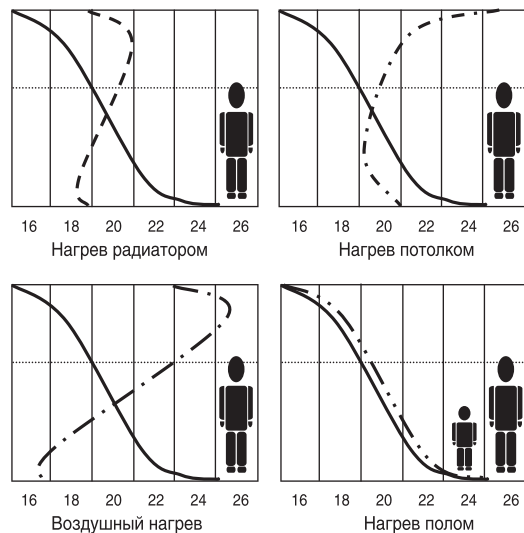 16 18 20 22 24 26
Нагрев радиатором
16 18 20 22 24 26
Нагрев потолком
16 18 20 22 24 26
Воздушный нагрев
16 18 20 22 24 26
Нагрев полом